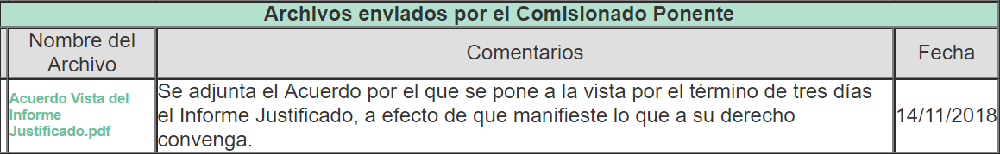 Archivos enviados por el Comisionado Ponente
Nombre del
Archivo
Comentarios
Fecha
Acuerdo Vista del
Informe
Justificado.pdf
Se adjunta el Acuerdo por el que se pone a la vista por el término de tres días
el Informe Justificado, a efecto de que manifieste lo que a su derecho
convenga.
14/11/2018